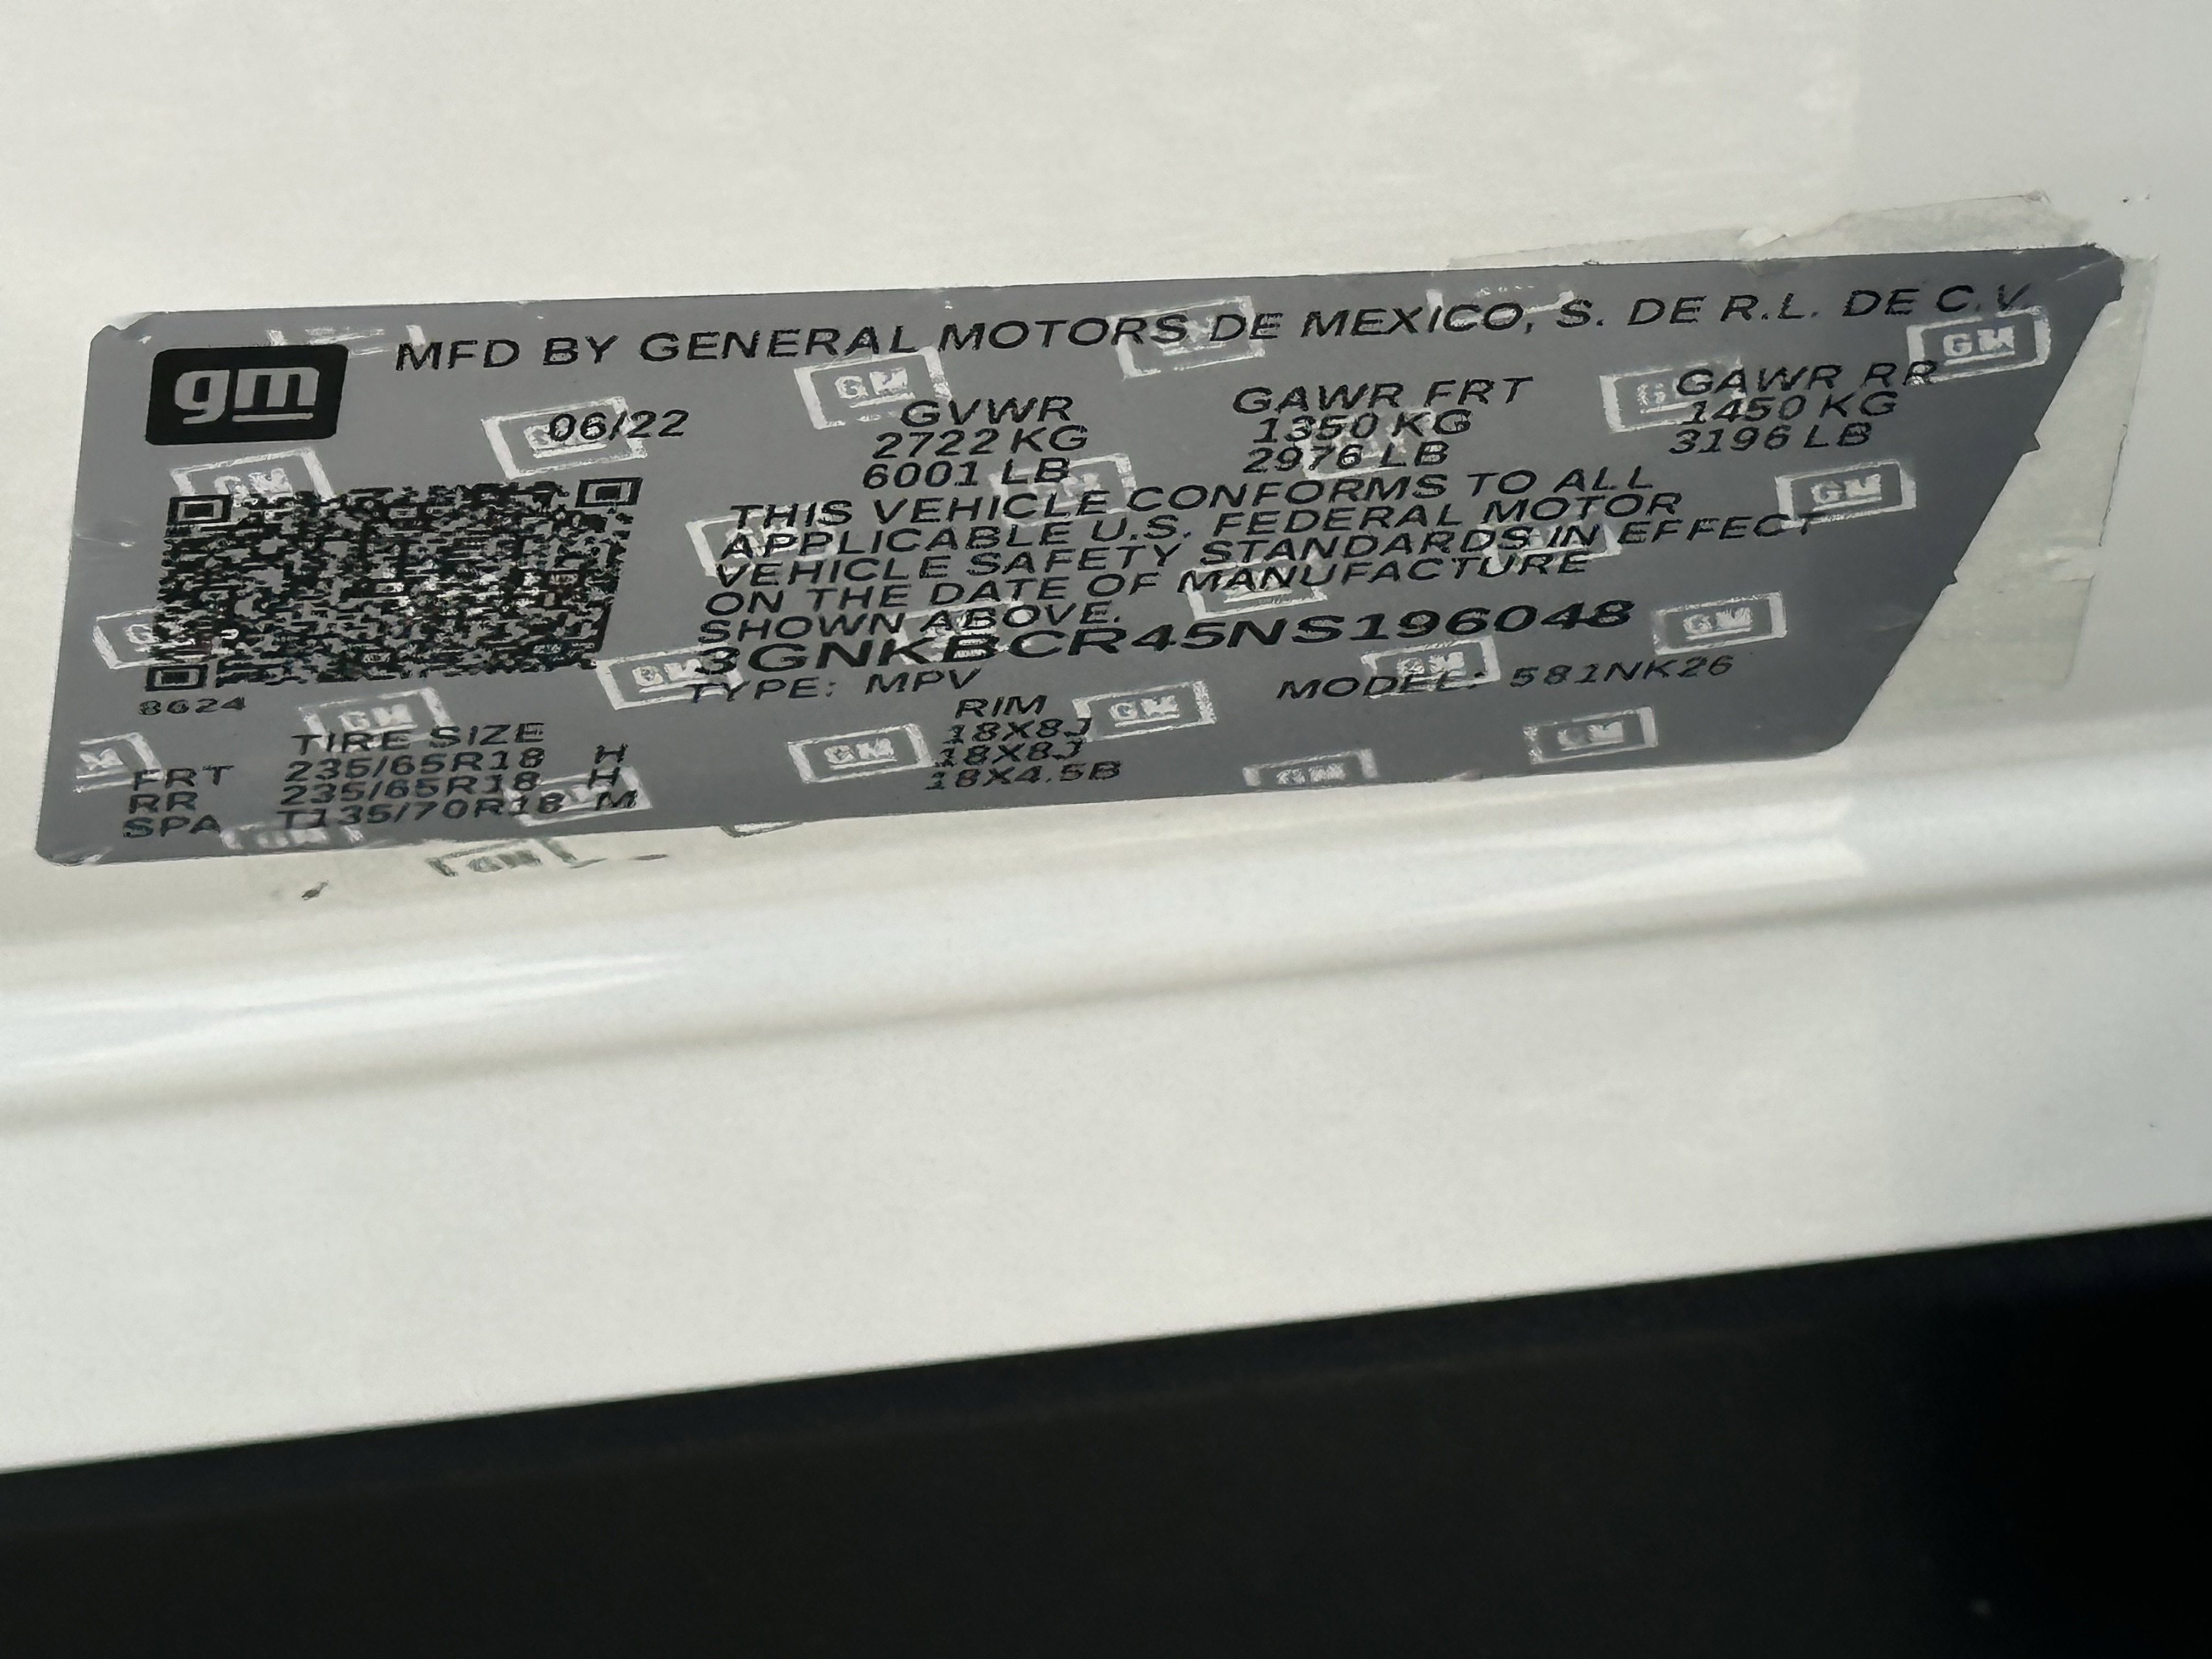 gm
MFD BY GENERAL MOTORS DE MEXICO, S. DE R.L. DE C.V.
06/22
GVWR GAWR FRT GAWR RR
2722 KG 1350 KG 1450 KG
6001 LB 2976 LB 3196 LB
THIS VEHICLE CONFORMS TO ALL
APPLICABLE U.S. FEDERAL MOTOR
VEHICLE SAFETY STANDARDS IN EFFECT
ON THE DATE OF MANUFACTURE
SHOWN ABOVE.
3GNKBCR45NS196048
TYPE: MPV MODEL: 581NK26
8624
TIRE SIZE RIM
FRT 235/65R18 H 18X8J
RR 235/65R18 H 18X8J
SPA T135/70R18 M 18X4.5B